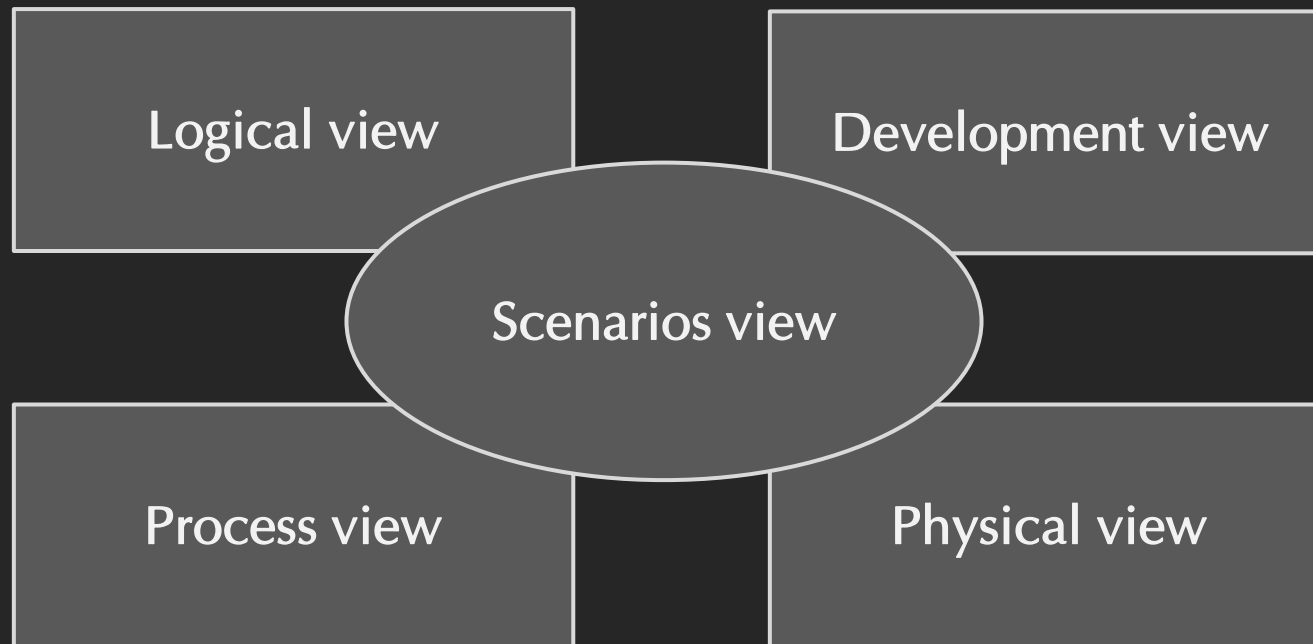 Logical view
Development view
Scenarios view
Process view
Physical view